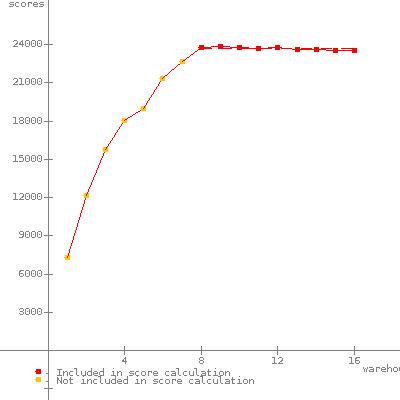 scores
24000
21000
18000
15000
12000
9000
6000
3000
4 8 12 16
warehou
Included in score calculation
Not included in score calculation